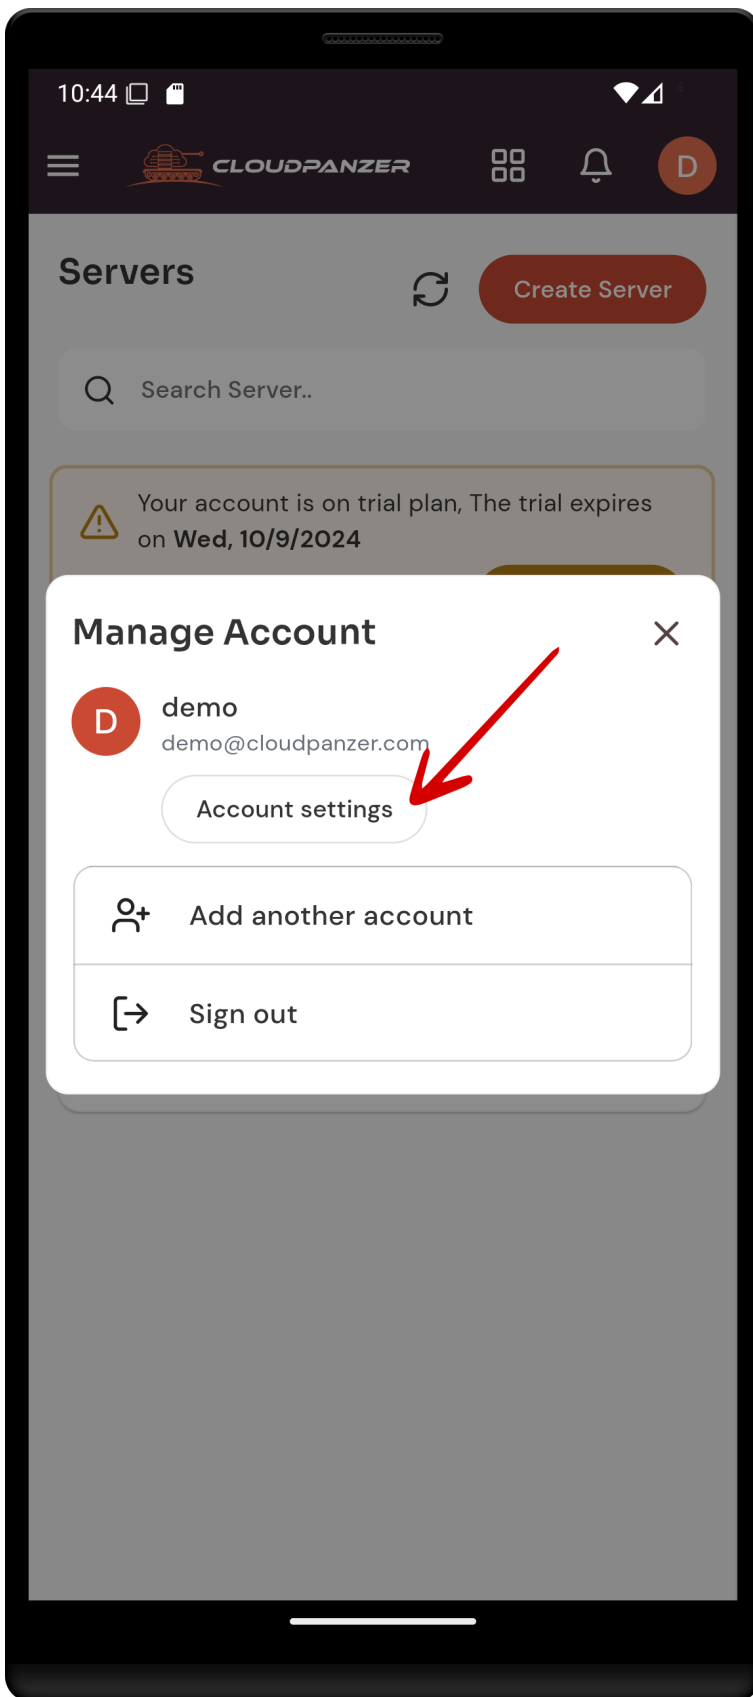 10:44
CLOUDPANZER
D
Servers
Create Server
Search Server..
Your account is on trial plan, The trial expires
on Wed, 10/9/2024
Manage Account
D
demo
demo@cloudpanzer.com
Account settings
Add another account
Sign out